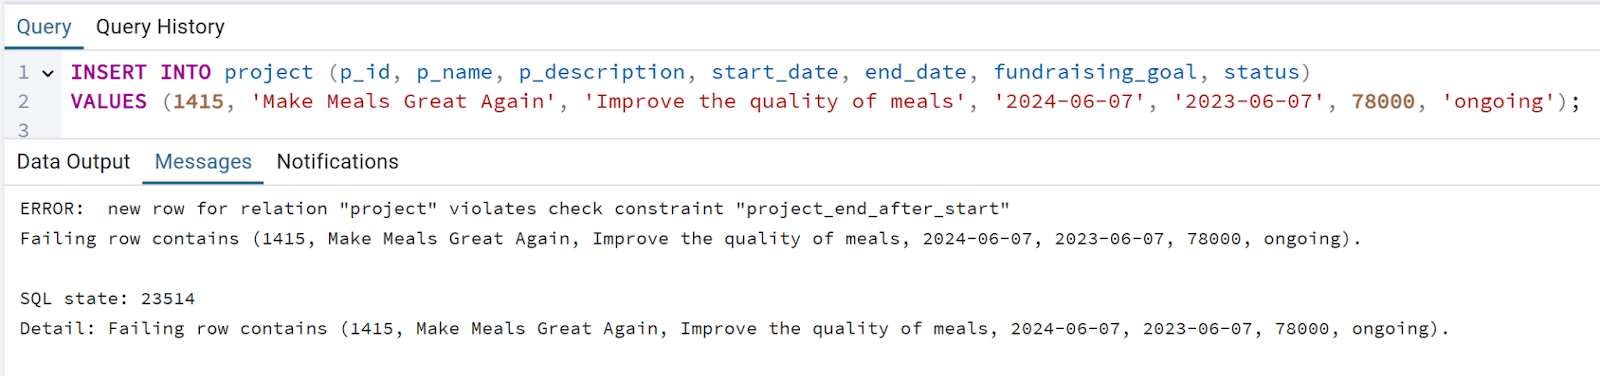 Query Query History
1 INSERT INTO project (p_id, p_name, p_description, start_date, end_date, fundraising_goal, status)
2 VALUES (1415, 'Make Meals Great Again', 'Improve the quality of meals', '2024-06-07', '2023-06-07', 78000, 'ongoing');
3
Data Output Messages Notifications
ERROR:  new row for relation "project" violates check constraint "project_end_after_start"
Failing row contains (1415, Make Meals Great Again, Improve the quality of meals, 2024-06-07, 2023-06-07, 78000, ongoing).
SQL state: 23514
Detail: Failing row contains (1415, Make Meals Great Again, Improve the quality of meals, 2024-06-07, 2023-06-07, 78000, ongoing).